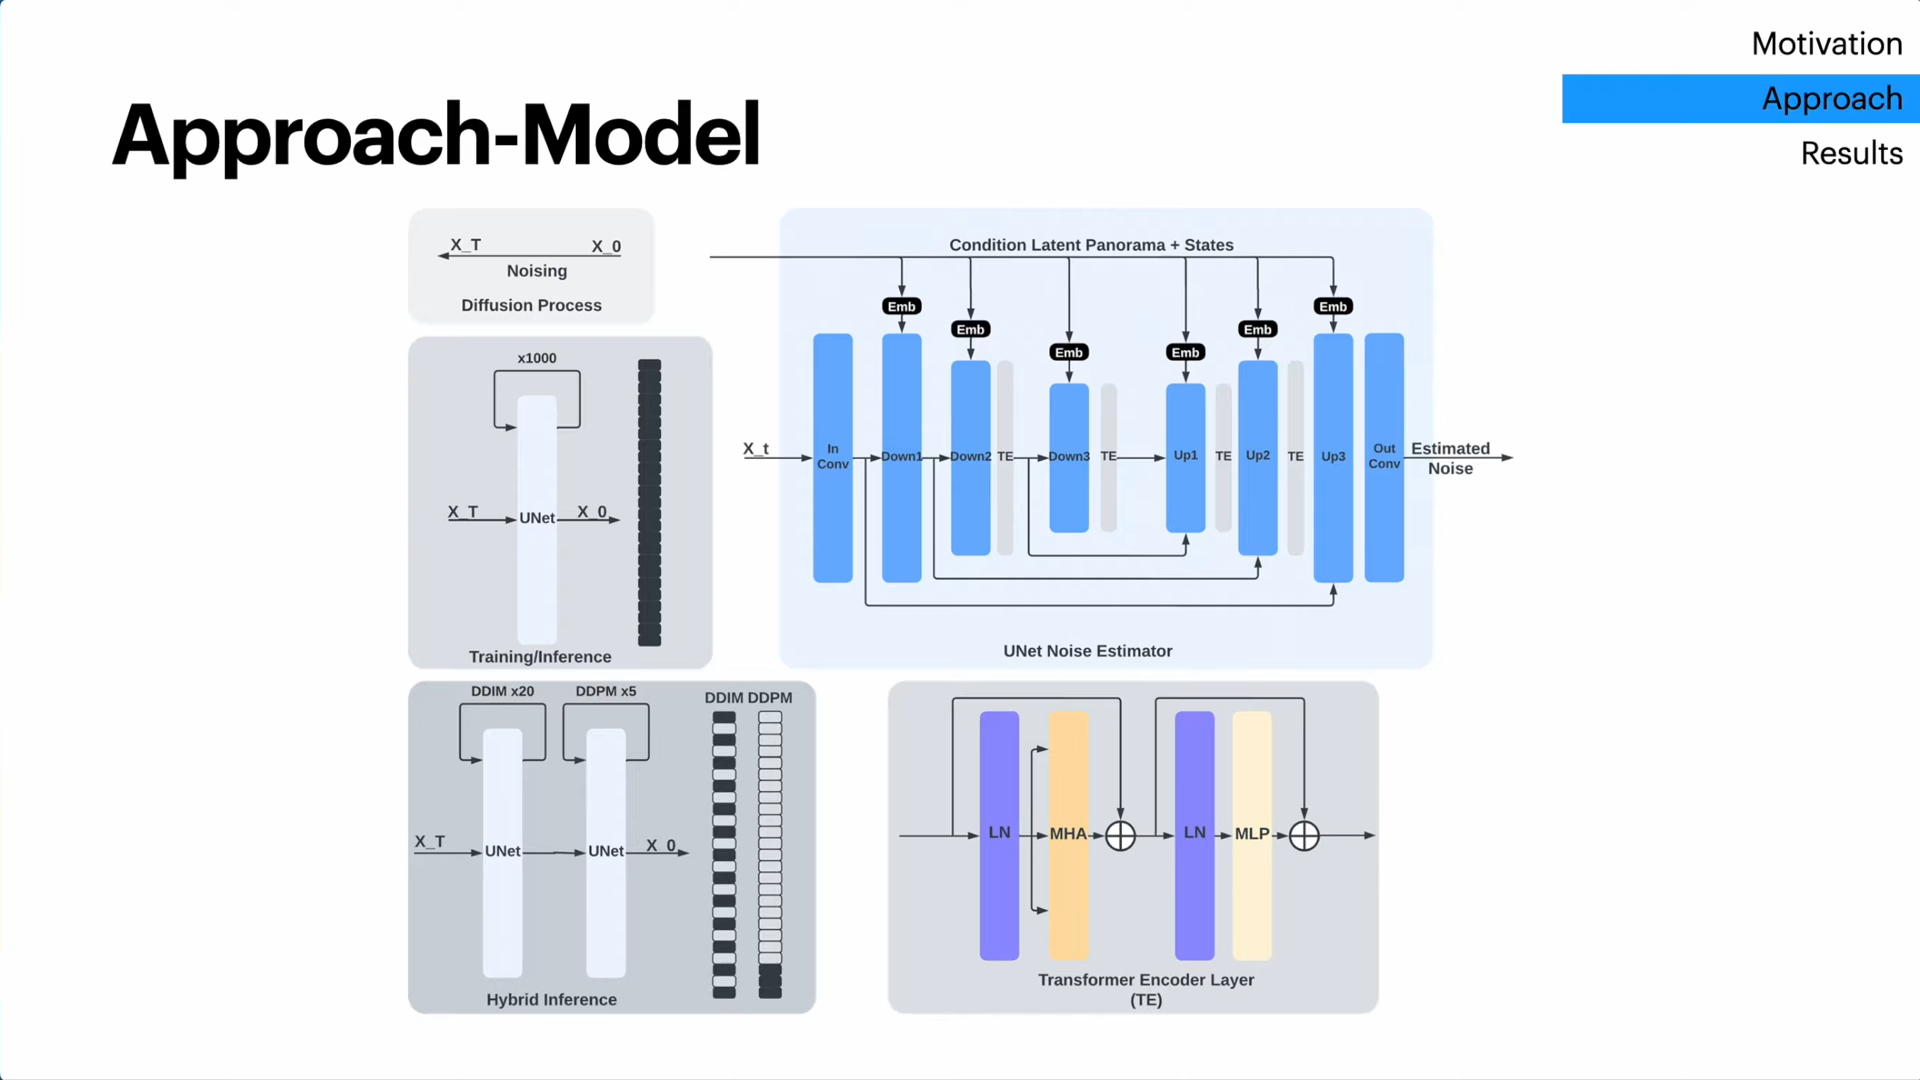 Motivation
Approach
Results
Approach-Model
X_T
X_0
Noising
Diffusion Process
x1000
X_T
UNet
X_0
Training/Inference
Condition Latent Panorama + States
Emb
Emb
Emb
Emb
Emb
Emb
X_t
In
Conv
Down1
Down2
TE
Down3
TE
Up1
TE
Up2
TE
Up3
Out
Conv
Estimated
Noise
UNet Noise Estimator
DDIM x20
DDPM x5
DDIM
DDPM
X_T
UNet
UNet
X_0
Hybrid Inference
LN
MHA
LN
MLP
Transformer Encoder Layer
(TE)